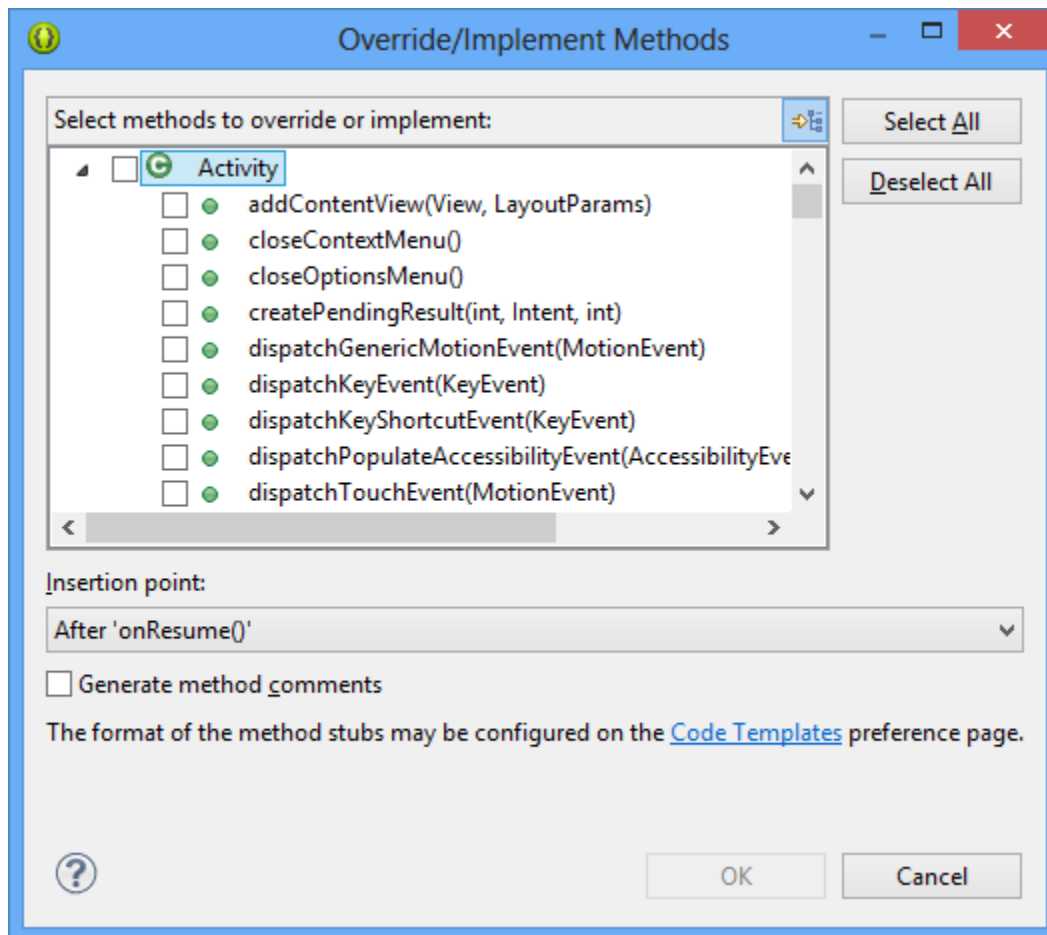 Override/Implement Methods
Select methods to override or implement:
Select All
Activity
Deselect All
addContentView(View, LayoutParams)
closeContextMenu()
closeOptionsMenu()
createPendingResult(int, Intent, int)
dispatchGenericMotionEvent(MotionEvent)
dispatchKeyEvent(KeyEvent)
dispatchKeyShortcutEvent(KeyEvent)
dispatchPopulateAccessibilityEvent(AccessibilityEve
dispatchTouchEvent(MotionEvent)
Insertion point:
After 'onResume()'
Generate method comments
The format of the method stubs may be configured on the Code Templates preference page.
OK
Cancel